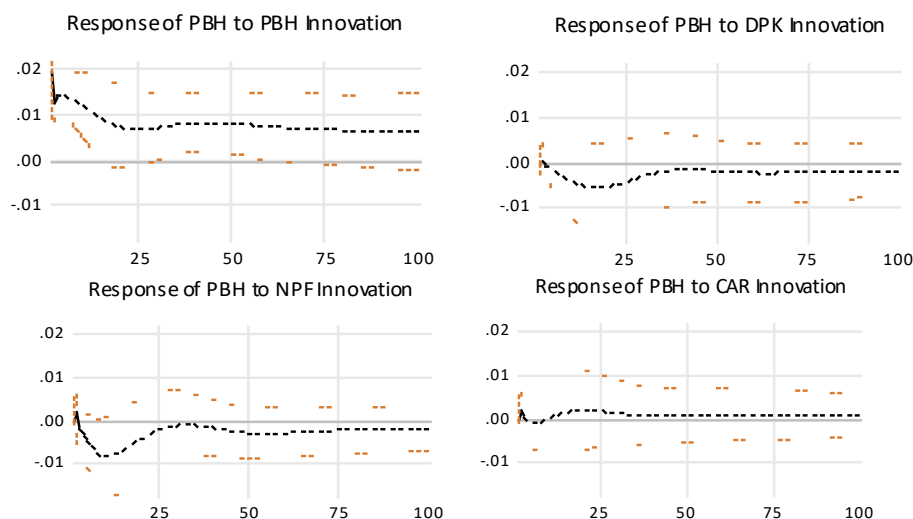 Response of PBH to PBH Innovation
.02
.01
.00
-.01
25 50 75 100
Response of PBH to DPK Innovation
.02
.01
.00
-.01
25 50 75 100
Response of PBH to NPF Innovation
.02
.01
.00
-.01
25 50 75 100
Response of PBH to CAR Innovation
.02
.01
.00
-.01
25 50 75 100